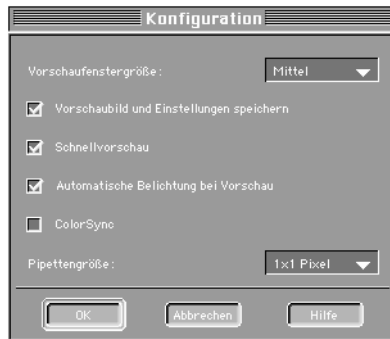 Konfiguration
Vorschaufenstergröße: Mittel
Vorschaubild und Einstellungen speichern
Schnellvorschau
Automatische Belichtung bei Vorschau
ColorSync
Pipettengröße: 1x1 Pixel
OK Abbrechen Hilfe